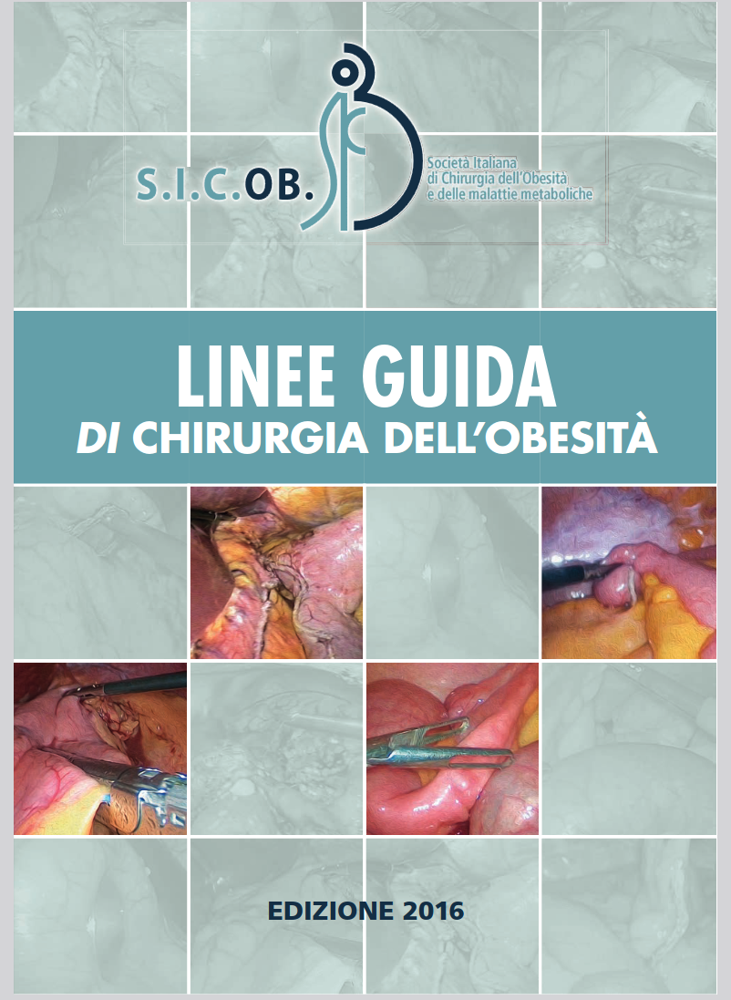 S.I.C.OB.
Società Italiana
di Chirurgia dell'Obesità
e delle malattie metaboliche
LINEE GUIDA
DI CHIRURGIA DELL'OBESITÀ
EDIZIONE 2016